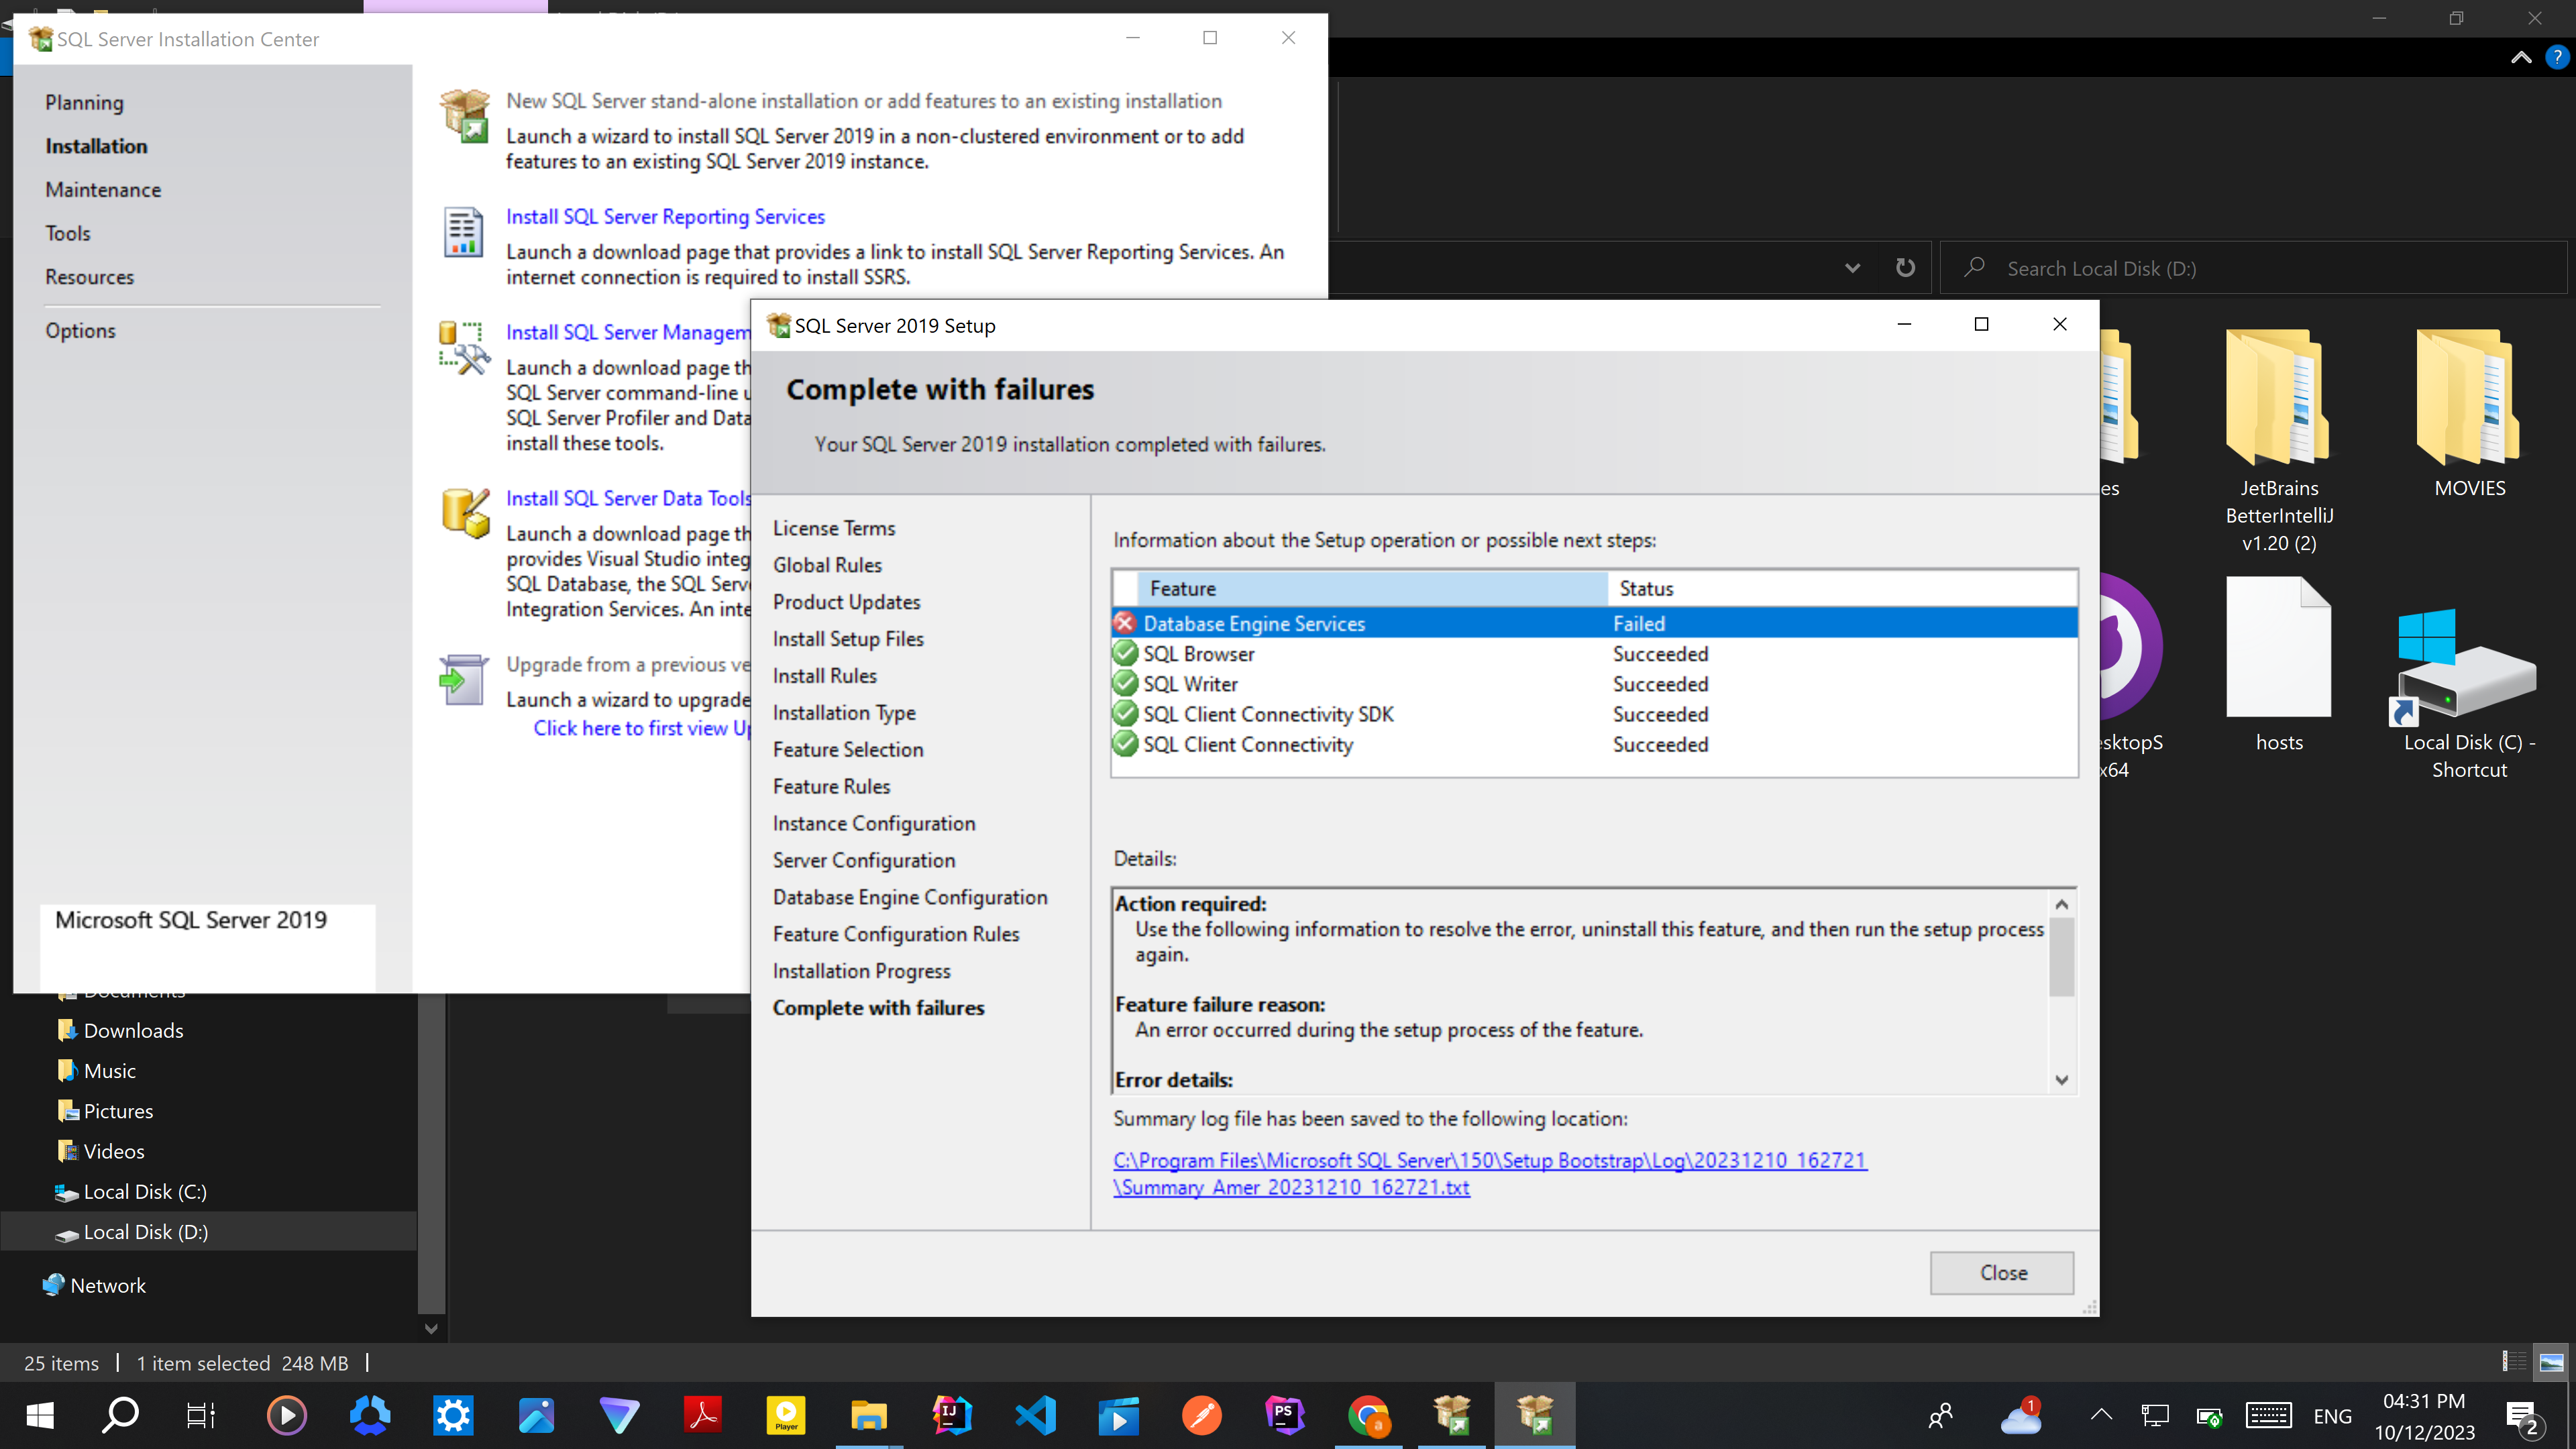 SQL Server Installation Center
Planning
Installation
Maintenance
Tools
Resources
Options
Microsoft SQL Server 2019
New SQL Server stand-alone installation or add features to an existing installation
Launch a wizard to install SQL Server 2019 in a non-clustered environment or to add
features to an existing SQL Server 2019 instance.
Install SQL Server Reporting Services
Launch a download page that provides a link to install SQL Server Reporting Services. An
internet connection is required to install SSRS.
Install SQL Server Managem
Launch a download page th
SQL Server command-line u
SQL Server Profiler and Data
install these tools.
Install SQL Server Data Tools
Launch a download page th
provides Visual Studio integ
SQL Database, the SQL Serv
Integration Services. An inte
Upgrade from a previous ve
Launch a wizard to upgrade
Click here to first view Up
SQL Server 2019 Setup
Complete with failures
Your SQL Server 2019 installation completed with failures.
License Terms
Global Rules
Product Updates
Install Setup Files
Install Rules
Installation Type
Feature Selection
Feature Rules
Instance Configuration
Server Configuration
Database Engine Configuration
Feature Configuration Rules
Installation Progress
Complete with failures
Information about the Setup operation or possible next steps:
Feature Status
Database Engine Services Failed
SQL Browser Succeeded
SQL Writer Succeeded
SQL Client Connectivity SDK Succeeded
SQL Client Connectivity Succeeded
Details:
Action required:
Use the following information to resolve the error, uninstall this feature, and then run the setup process
again.
Feature failure reason:
An error occurred during the setup process of the feature.
Error details:
Summary log file has been saved to the following location:
C:\Program Files\Microsoft SQL Server\150\Setup Bootstrap\Log\20231210_162721
\Summary_Amer_20231210_162721.txt
Close
Search Local Disk (D:)
es
JetBrains
BetterIntelliJ
v1.20 (2)
MOVIES
esktopS
x64
hosts
Local Disk (C) -
Shortcut
Documents
Downloads
Music
Pictures
Videos
Local Disk (C:)
Local Disk (D:)
Network
25 items
1 item selected 248 MB
Player
IJ
PS
a
1
ENG
04:31 PM
10/12/2023
2